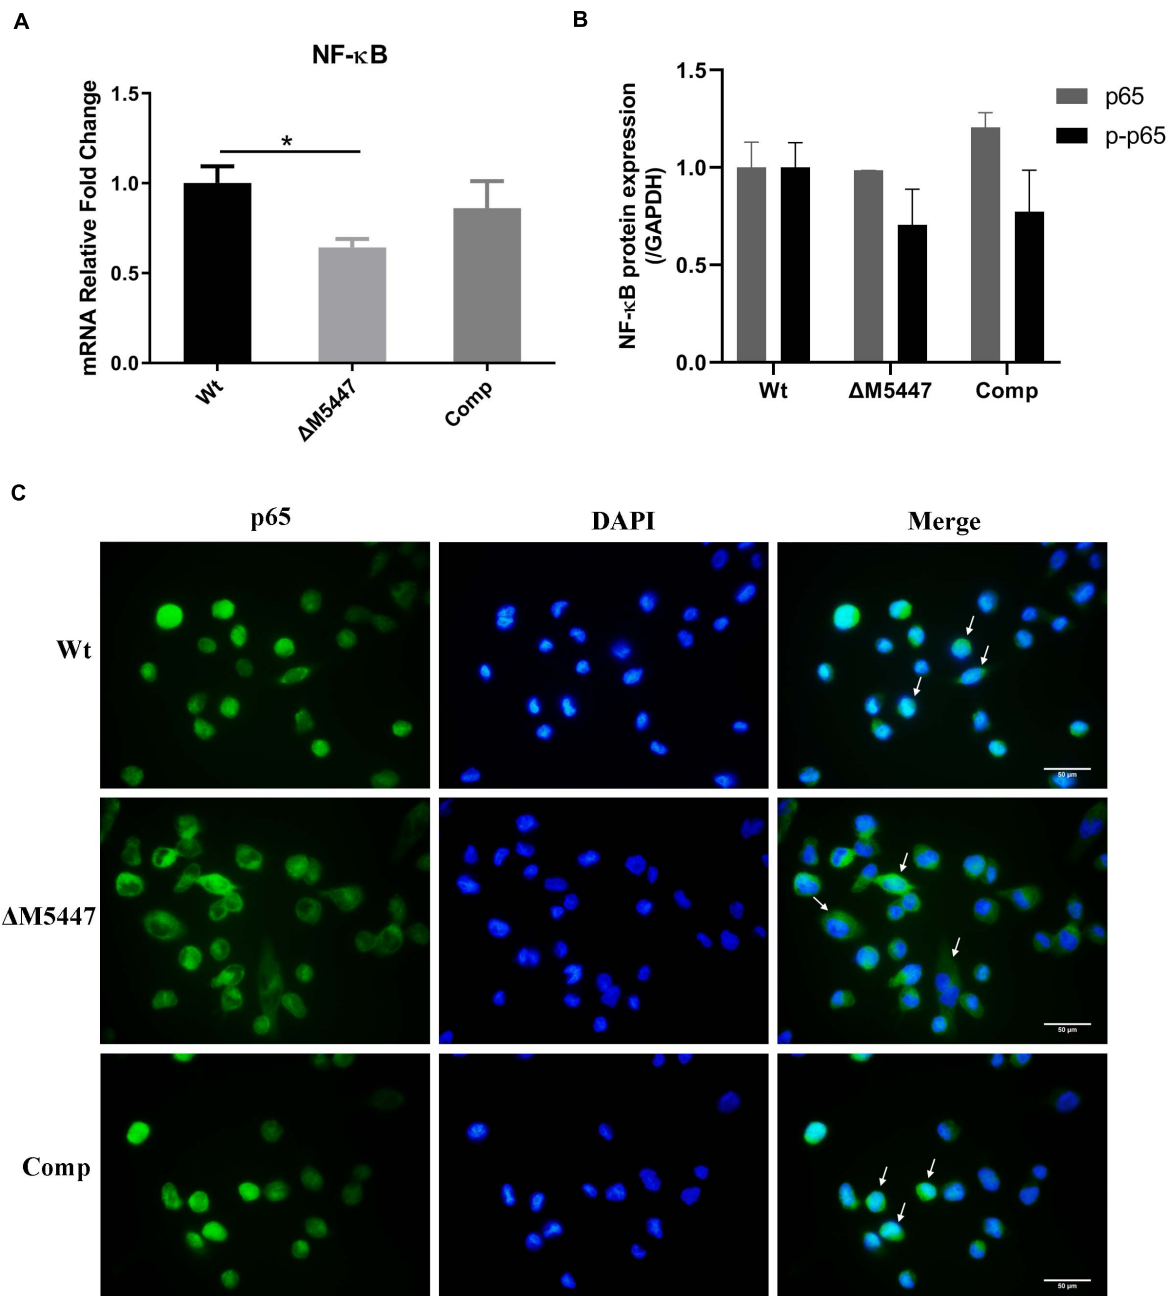 A
NF-κB
mRNA Relative Fold Change
1.5
1.0
0.5
0.0
*
Wt
ΔM5447
Comp
B
NF-κB protein expression
(/GAPDH)
1.5
1.0
0.5
0.0
Wt
ΔM5447
Comp
p65
p-p65
C
p65
DAPI
Merge
Wt
50 μm
ΔM5447
50 μm
Comp
50 μm